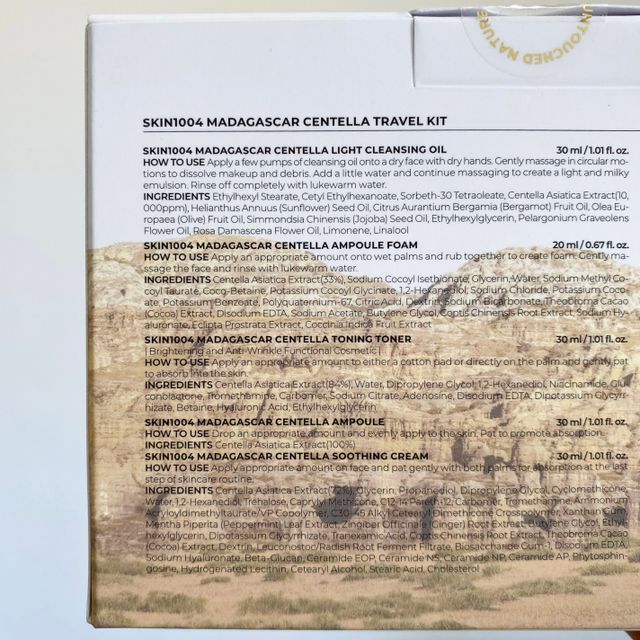 UNTOUCHED NATURE
SKIN1004 MADAGASCAR CENTELLA TRAVEL KIT
SKIN1004 MADAGASCAR CENTELLA LIGHT CLEANSING OIL 30 ml / 1.01 fl. oz.
HOW TO USE Apply a few pumps of cleansing oil onto a dry face with dry hands. Gently massage in circular mo-
tions to dissolve makeup and debris. Add a little water and continue massaging to create a light and milky
emulsion. Rinse off completely with lukewarm water.
INGREDIENTS Ethylhexyl Stearate, Cetyl Ethylhexanoate, Sorbeth-30 Tetraoleate, Centella Asiatica Extract(10,
000ppm), Helianthus Annuus (Sunflower) Seed Oil, Citrus Aurantium Bergamia (Bergamot) Fruit Oil, Olea Eu-
ropaea (Olive) Fruit Oil, Simmondsia Chinensis (Jojoba) Seed Oil, Ethylhexylglycerin, Pelargonium Graveolens
Flower Oil, Rosa Damascena Flower Oil, Limonene, Linalool
SKIN1004 MADAGASCAR CENTELLA AMPOULE FOAM 20 ml / 0.67 fl. oz.
HOW TO USE Apply an appropriate amount onto wet palms and rub together to create foam. Gently ma-
ssage the face and rinse with lukewarm water.
INGREDIENTS Centella Asiatica Extract(33%), Sodium Cocoyl Isethionate, Glycerin, Water, Sodium Methyl Co-
coyl Taurate, Coco-Betaine, Potassium Cocoyl Glycinate, 1,2-Hexanediol, Sodium Chloride, Potassium Coco-
ate, Potassium Benzoate, Polyquaternium-67, Citric Acid, Dextrin, Sodium Bicarbonate, Theobroma Cacao
(Cocoa) Extract, Disodium EDTA, Sodium Acetate, Butylene Glycol, Coptis Chinensis Root Extract, Sodium Hy-
aluronate, Eclipta Prostrata Extract, Coccinia Indica Fruit Extract
SKIN1004 MADAGASCAR CENTELLA TONING TONER 30 ml / 1.01 fl. oz.
| Brightening and Anti-Wrinkle Functional Cosmetic |
HOW TO USE Apply an appropriate amount to either a cotton pad or directly on the palm and gently pat
to absorb into the skin.
INGREDIENTS Centella Asiatica Extract(84%), Water, Dipropylene Glycol, 1,2-Hexanediol, Niacinamide, Glu-
conolactone, Tromethamine, Carbomer, Sodium Citrate, Adenosine, Disodium EDTA, Dipotassium Glycyrr-
hizate, Betaine, Hyaluronic Acid, Ethylhexylglycerin
SKIN1004 MADAGASCAR CENTELLA AMPOULE 30 ml / 1.01 fl. oz.
HOW TO USE Drop an appropriate amount and evenly apply to the skin. Pat to promote absorption.
INGREDIENTS Centella Asiatica Extract(100%)
SKIN1004 MADAGASCAR CENTELLA SOOTHING CREAM 30 ml / 1.01 fl. oz.
HOW TO USE Apply appropriate amount on face and pat gently with both palms for absorption at the last
step of skincare routine.
INGREDIENTS Centella Asiatica Extract(72%), Glycerin, Propanediol, Dipropylene Glycol, Cyclomethicone,
Water, 1,2-Hexanediol, Trehalose, Caprylyl Methicone, C12-14 Pareth-12, Carbomer, Tromethamine, Ammonium
Acryloyldimethyltaurate/VP Copolymer, C30-45 Alkyl Cetearyl Dimethicone Crosspolymer, Xanthan Gum,
Mentha Piperita (Peppermint) Leaf Extract, Zingiber Officinale (Ginger) Root Extract, Butylene Glycol, Ethyl-
hexylglycerin, Dipotassium Glycyrrhizate, Tranexamic Acid, Coptis Chinensis Root Extract, Theobroma Cacao
(Cocoa) Extract, Dextrin, Leuconostoc/Radish Root Ferment Filtrate, Biosaccharide Gum-1, Disodium EDTA,
Sodium Hyaluronate, Treta-Glucan, Ceramide EOP, Ceramide NS, Ceramide NP, Ceramide AP, Phytosphin-
gosine, Hydrogenated Lecithin, Cetearyl Alcohol, Stearic Acid, Cholesterol